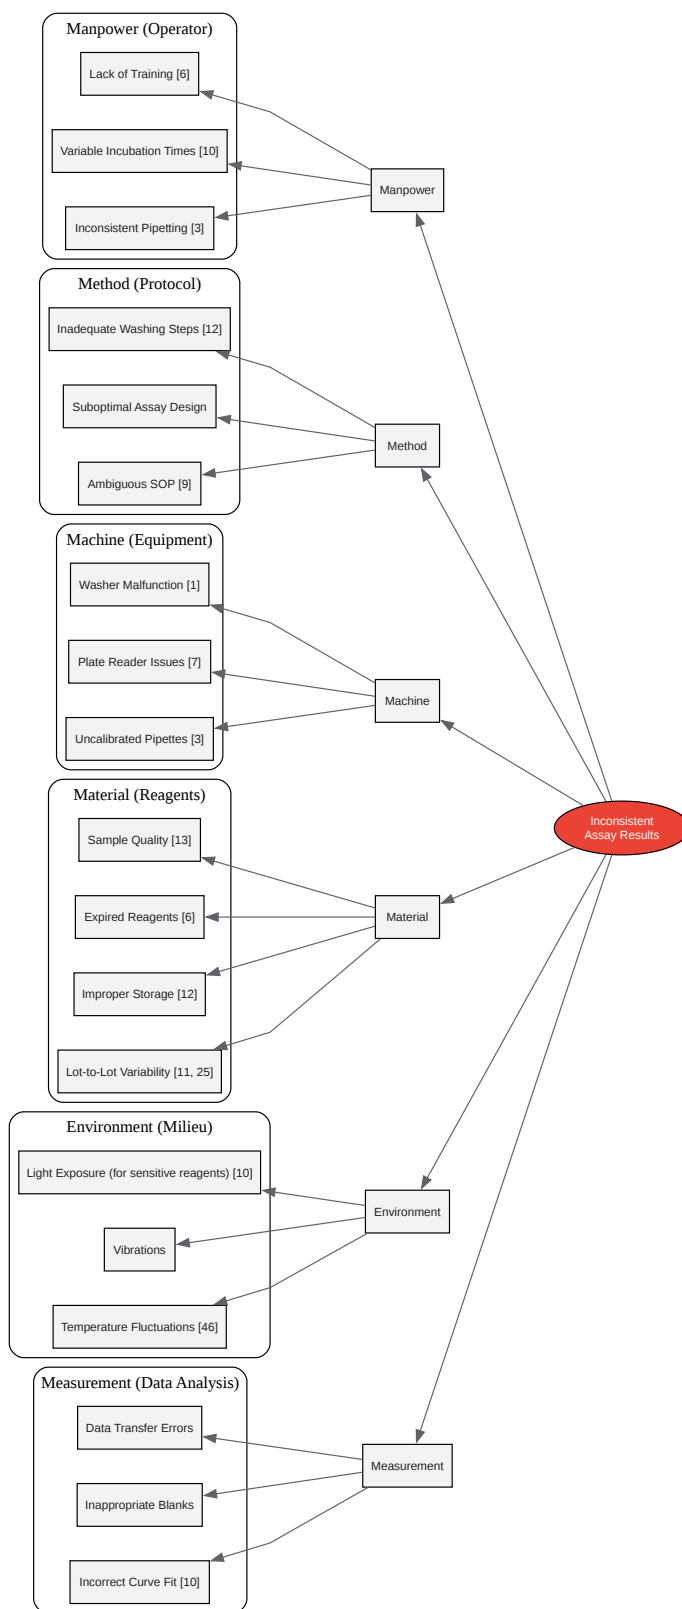 Manpower (Operator)
Lack of Training [6]
Variable Incubation Times [10]
Inconsistent Pipetting [3]
Manpower
Method (Protocol)
Inadequate Washing Steps [12]
Suboptimal Assay Design
Ambiguous SOP [9]
Method
Machine (Equipment)
Washer Malfunction [1]
Plate Reader Issues [7]
Uncalibrated Pipettes [3]
Machine
Material (Reagents)
Sample Quality [13]
Expired Reagents [6]
Improper Storage [12]
Lot-to-Lot Variability [11, 25]
Material
Inconsistent
Assay Results
Environment (Milieu)
Light Exposure (for sensitive reagents) [10]
Vibrations
Temperature Fluctuations [46]
Environment
Measurement (Data Analysis)
Data Transfer Errors
Inappropriate Blanks
Incorrect Curve Fit [10]
Measurement